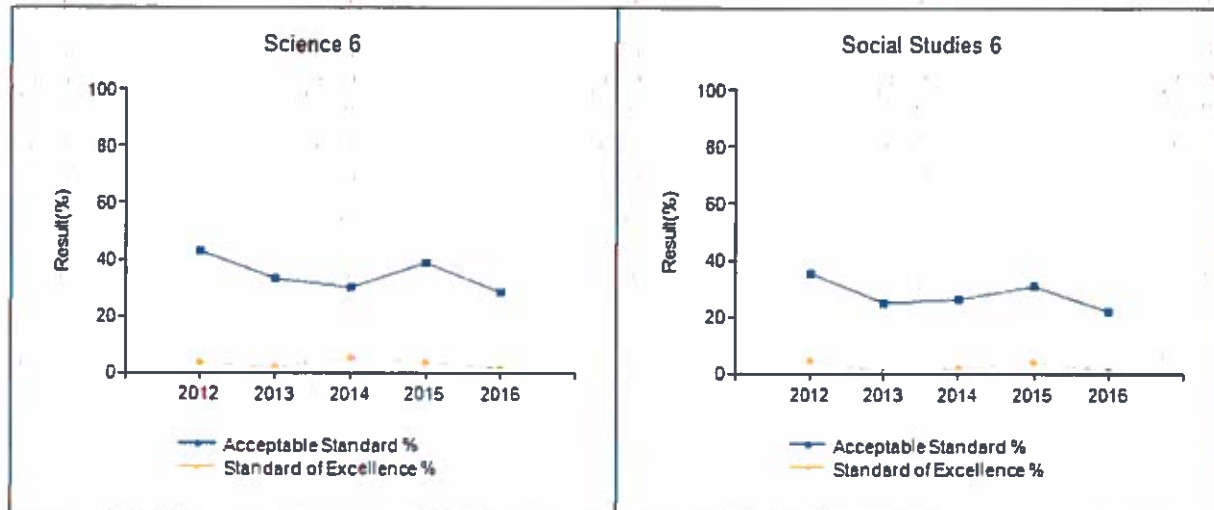 Science 6
100
80
60
40
20
0
Result(%)
2012 2013 2014 2015 2016
Acceptable Standard %
Standard of Excellence %
Social Studies 6
100
80
60
40
20
0
Result(%)
2012 2013 2014 2015 2016
Acceptable Standard %
Standard of Excellence %